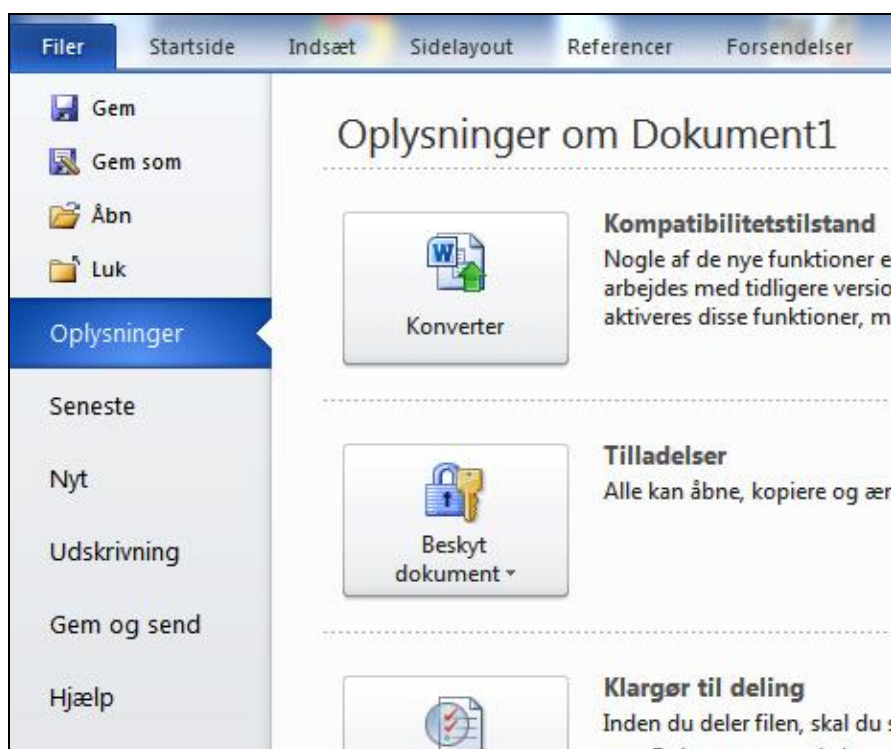 Filer Startside Indsæt Sidelayout Referencer Forsendelser
Gem
Gem som
Åbn
Luk
Oplysninger
Seneste
Nyt
Udskrivning
Gem og send
Hjælp
Oplysninger om Dokument1
Konverter
Kompatibilitetstilstand
Nogle af de nye funktioner
arbejdes med tidligere
aktiveres disse funktioner,
Beskyt
dokument
Tilladelser
Alle kan åbne, kopiere og
Klargør til deling
Inden du deler filen, skal du